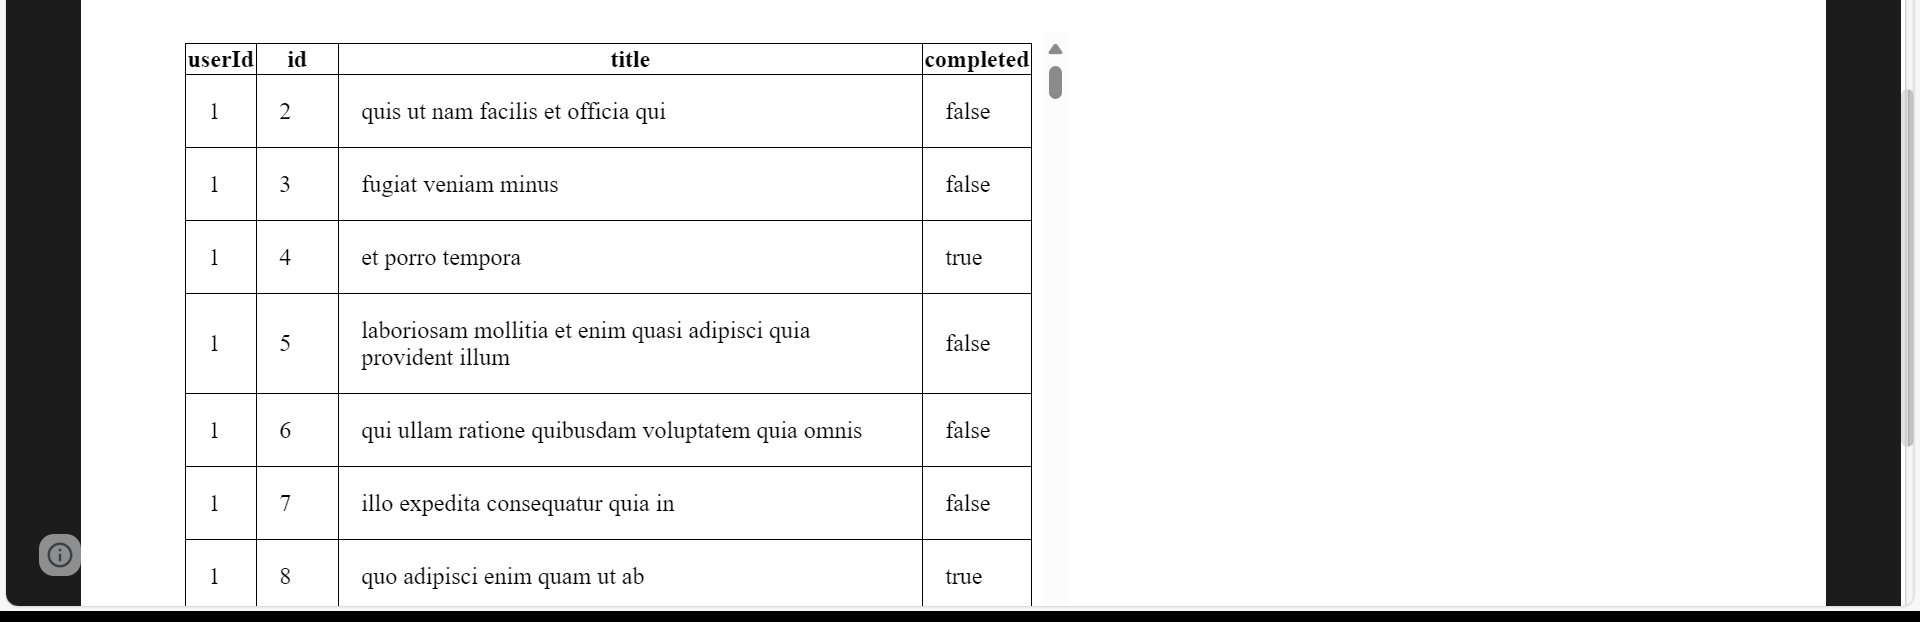 userId id title completed
1 2 quis ut nam facilis et officia qui false
1 3 fugiat veniam minus false
1 4 et porro tempora true
1 5 laboriosam mollitia et enim quasi adipisci quia
provident illum false
1 6 qui ullam ratione quibusdam voluptatem quia omnis false
1 7 illo expedita consequatur quia in false
1 8 quo adipisci enim quam ut ab true